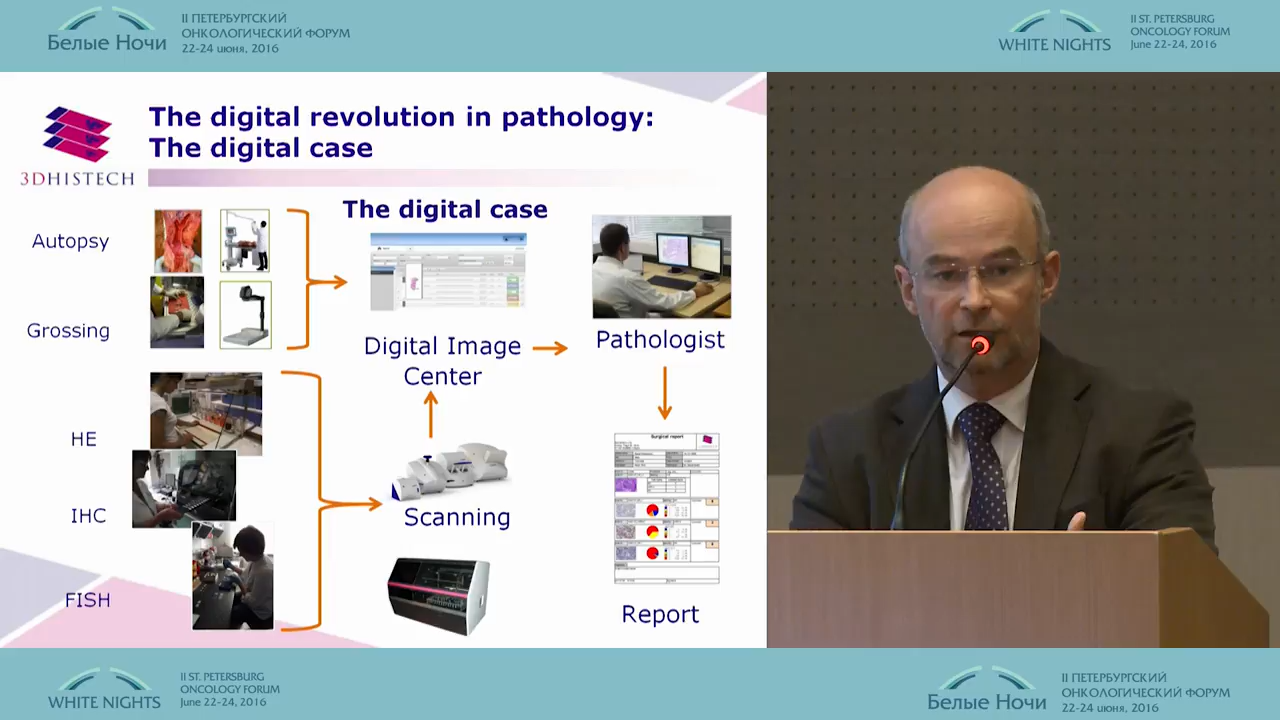 Белые Ночи
II ПЕТЕРБУРГСКИЙ
ОНКОЛОГИЧЕСКИЙ ФОРУМ
22-24 июня, 2016
WHITE NIGHTS
II ST. PETERSBURG
ONCOLOGY FORUM
June 22-24, 2016
3DHISTECH
The digital revolution in pathology:
The digital case
The digital case
Autopsy
Grossing
Digital Image
Center
Pathologist
HE
IHC
FISH
Scanning
Surgical report
Report
WHITE NIGHTS
II ST. PETERSBURG
ONCOLOGY FORUM
June 22-24, 2016
Белые Ночи
II ПЕТЕРБУРГСКИЙ
ОНКОЛОГИЧЕСКИЙ ФОРУМ
22-24 июня, 2016